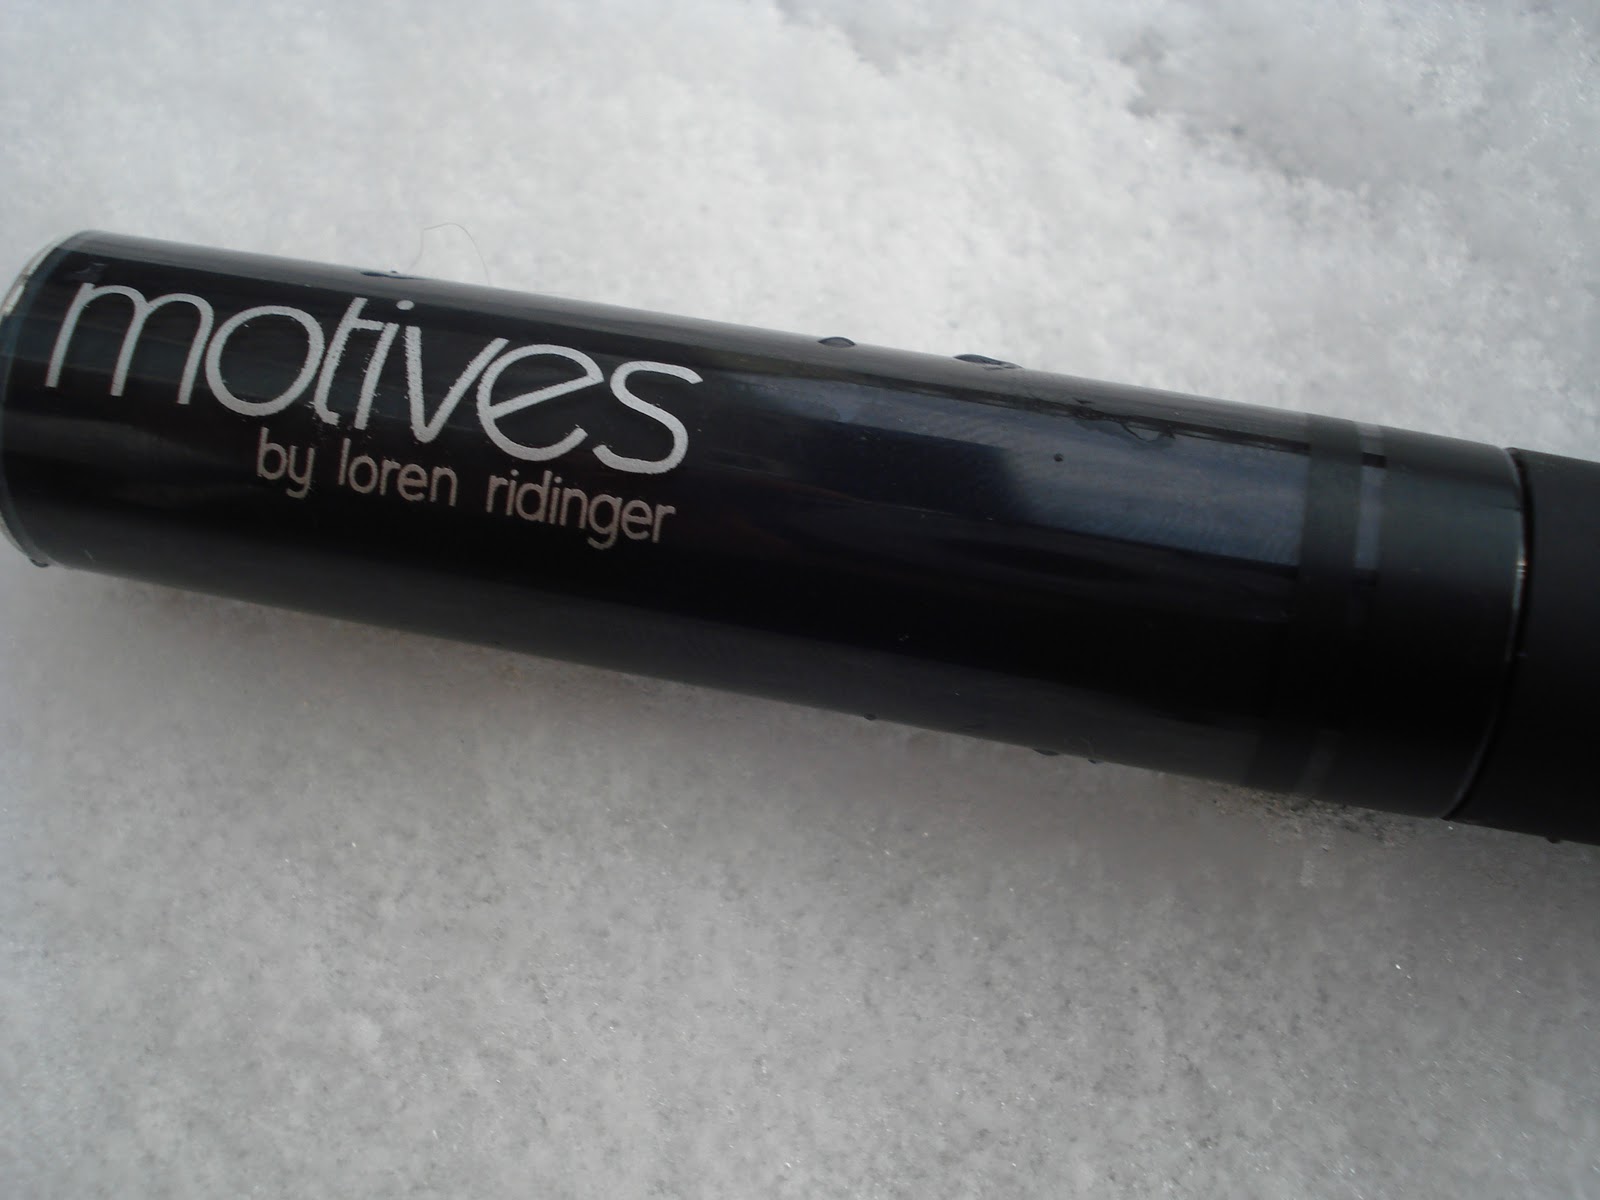 motives
by loren ridinger